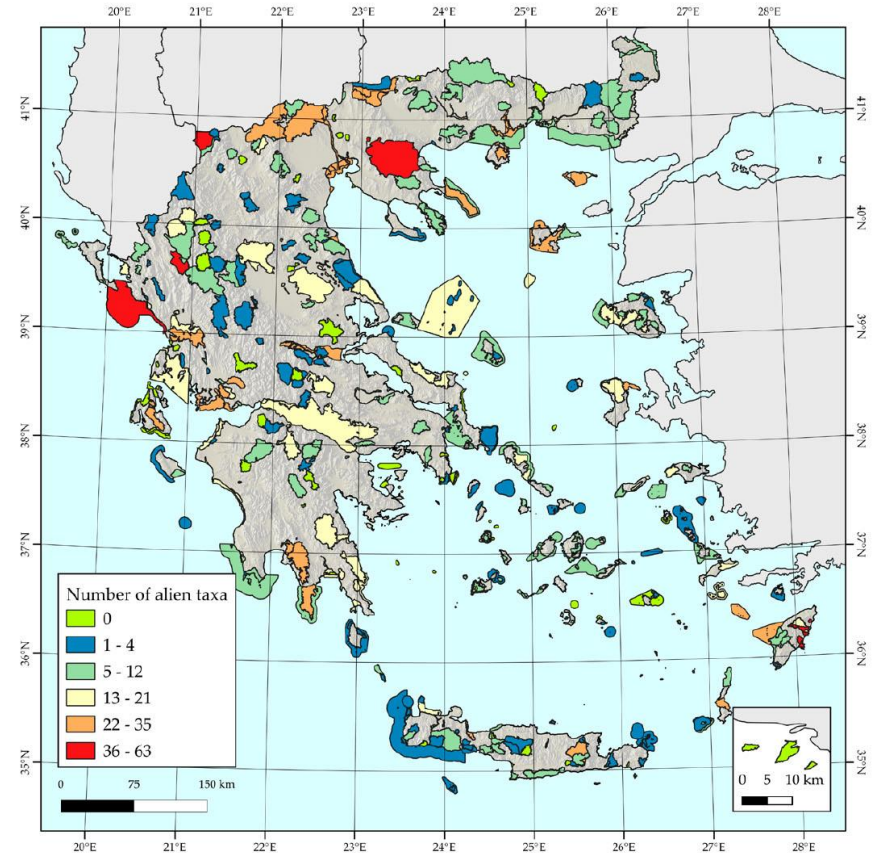 20°E 21°E 22°E 23°E 24°E 25°E 26°E 27°E 28°E
41°N 41°N
40°N 40°N
39°N 39°N
38°N 38°N
37°N 37°N
36°N 36°N
35°N 35°N
Number of alien taxa
0
1 - 4
5 - 12
13 - 21
22 - 35
36 - 63
0 75 150 km
0 5 10 km
20°E 21°E 22°E 23°E 24°E 25°E 26°E 27°E 28°E